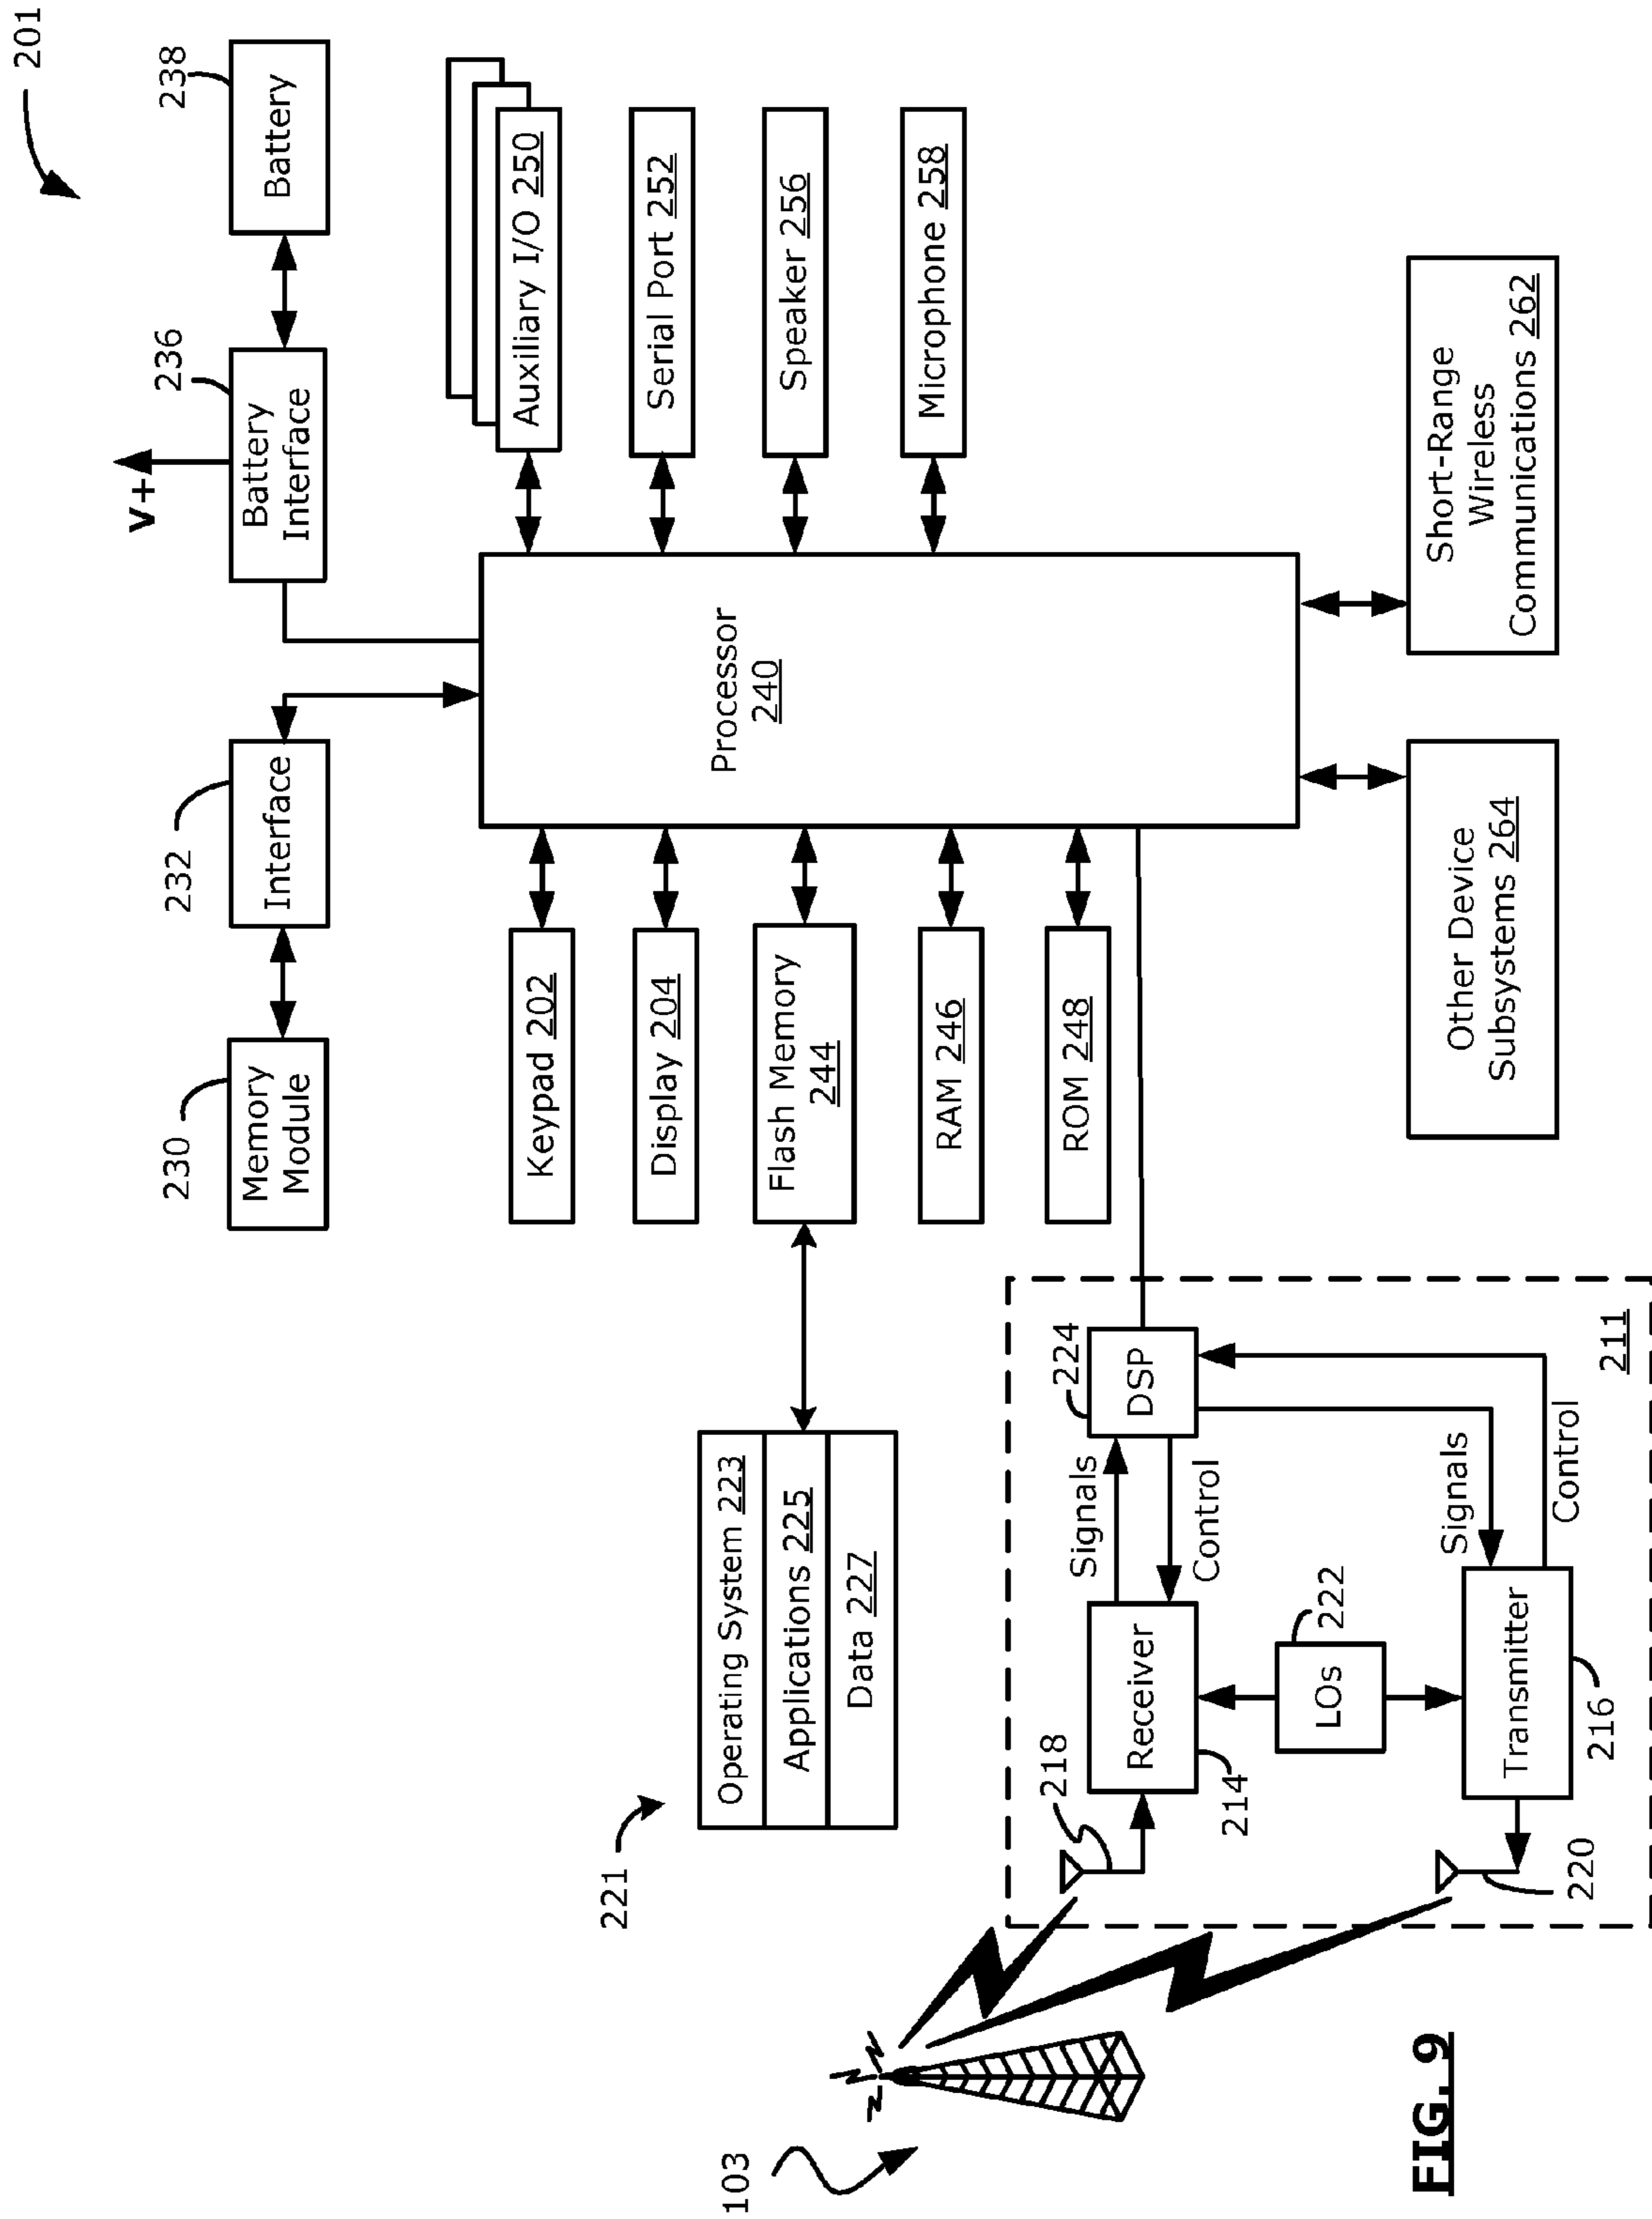 201
230
Memory
Module
232
Interface
V+
236
Battery
Interface
238
Battery
Keypad 202
Display 204
Flash Memory
244
RAM 246
ROM 248
Processor
240
Auxiliary I/O 250
Serial Port 252
Speaker 256
Microphone 258
221
Operating System 223
Applications 225
Data 227
103
218
Receiver
214
Signals
Control
224
DSP
LOs
222
Signals
Control
Transmitter
216
220
211
Other Device
Subsystems 264
Short-Range
Wireless
Communications 262
FIG. 9